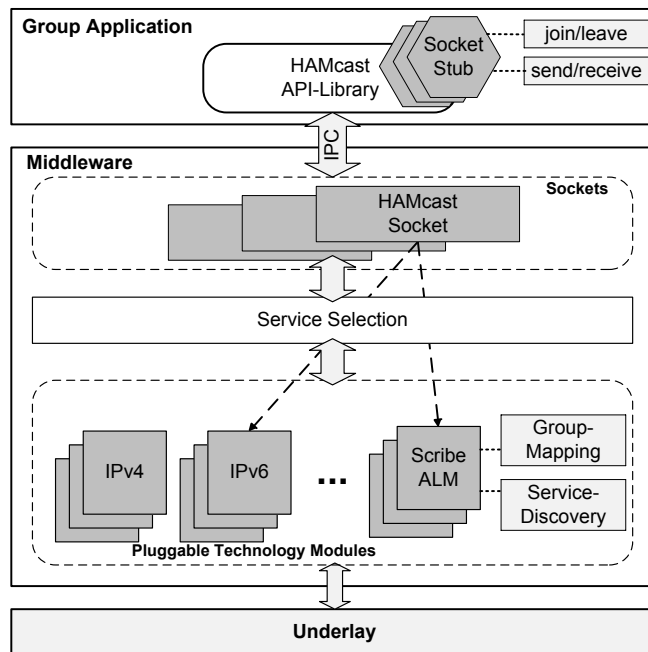 Group Application
HAMcast
API-Library
Socket
Stub
join/leave
send/receive
IPC
Middleware
Sockets
HAMcast
Socket
Service Selection
IPv4
IPv6
...
Scribe
ALM
Group-
Mapping
Service-
Discovery
Pluggable Technology Modules
Underlay